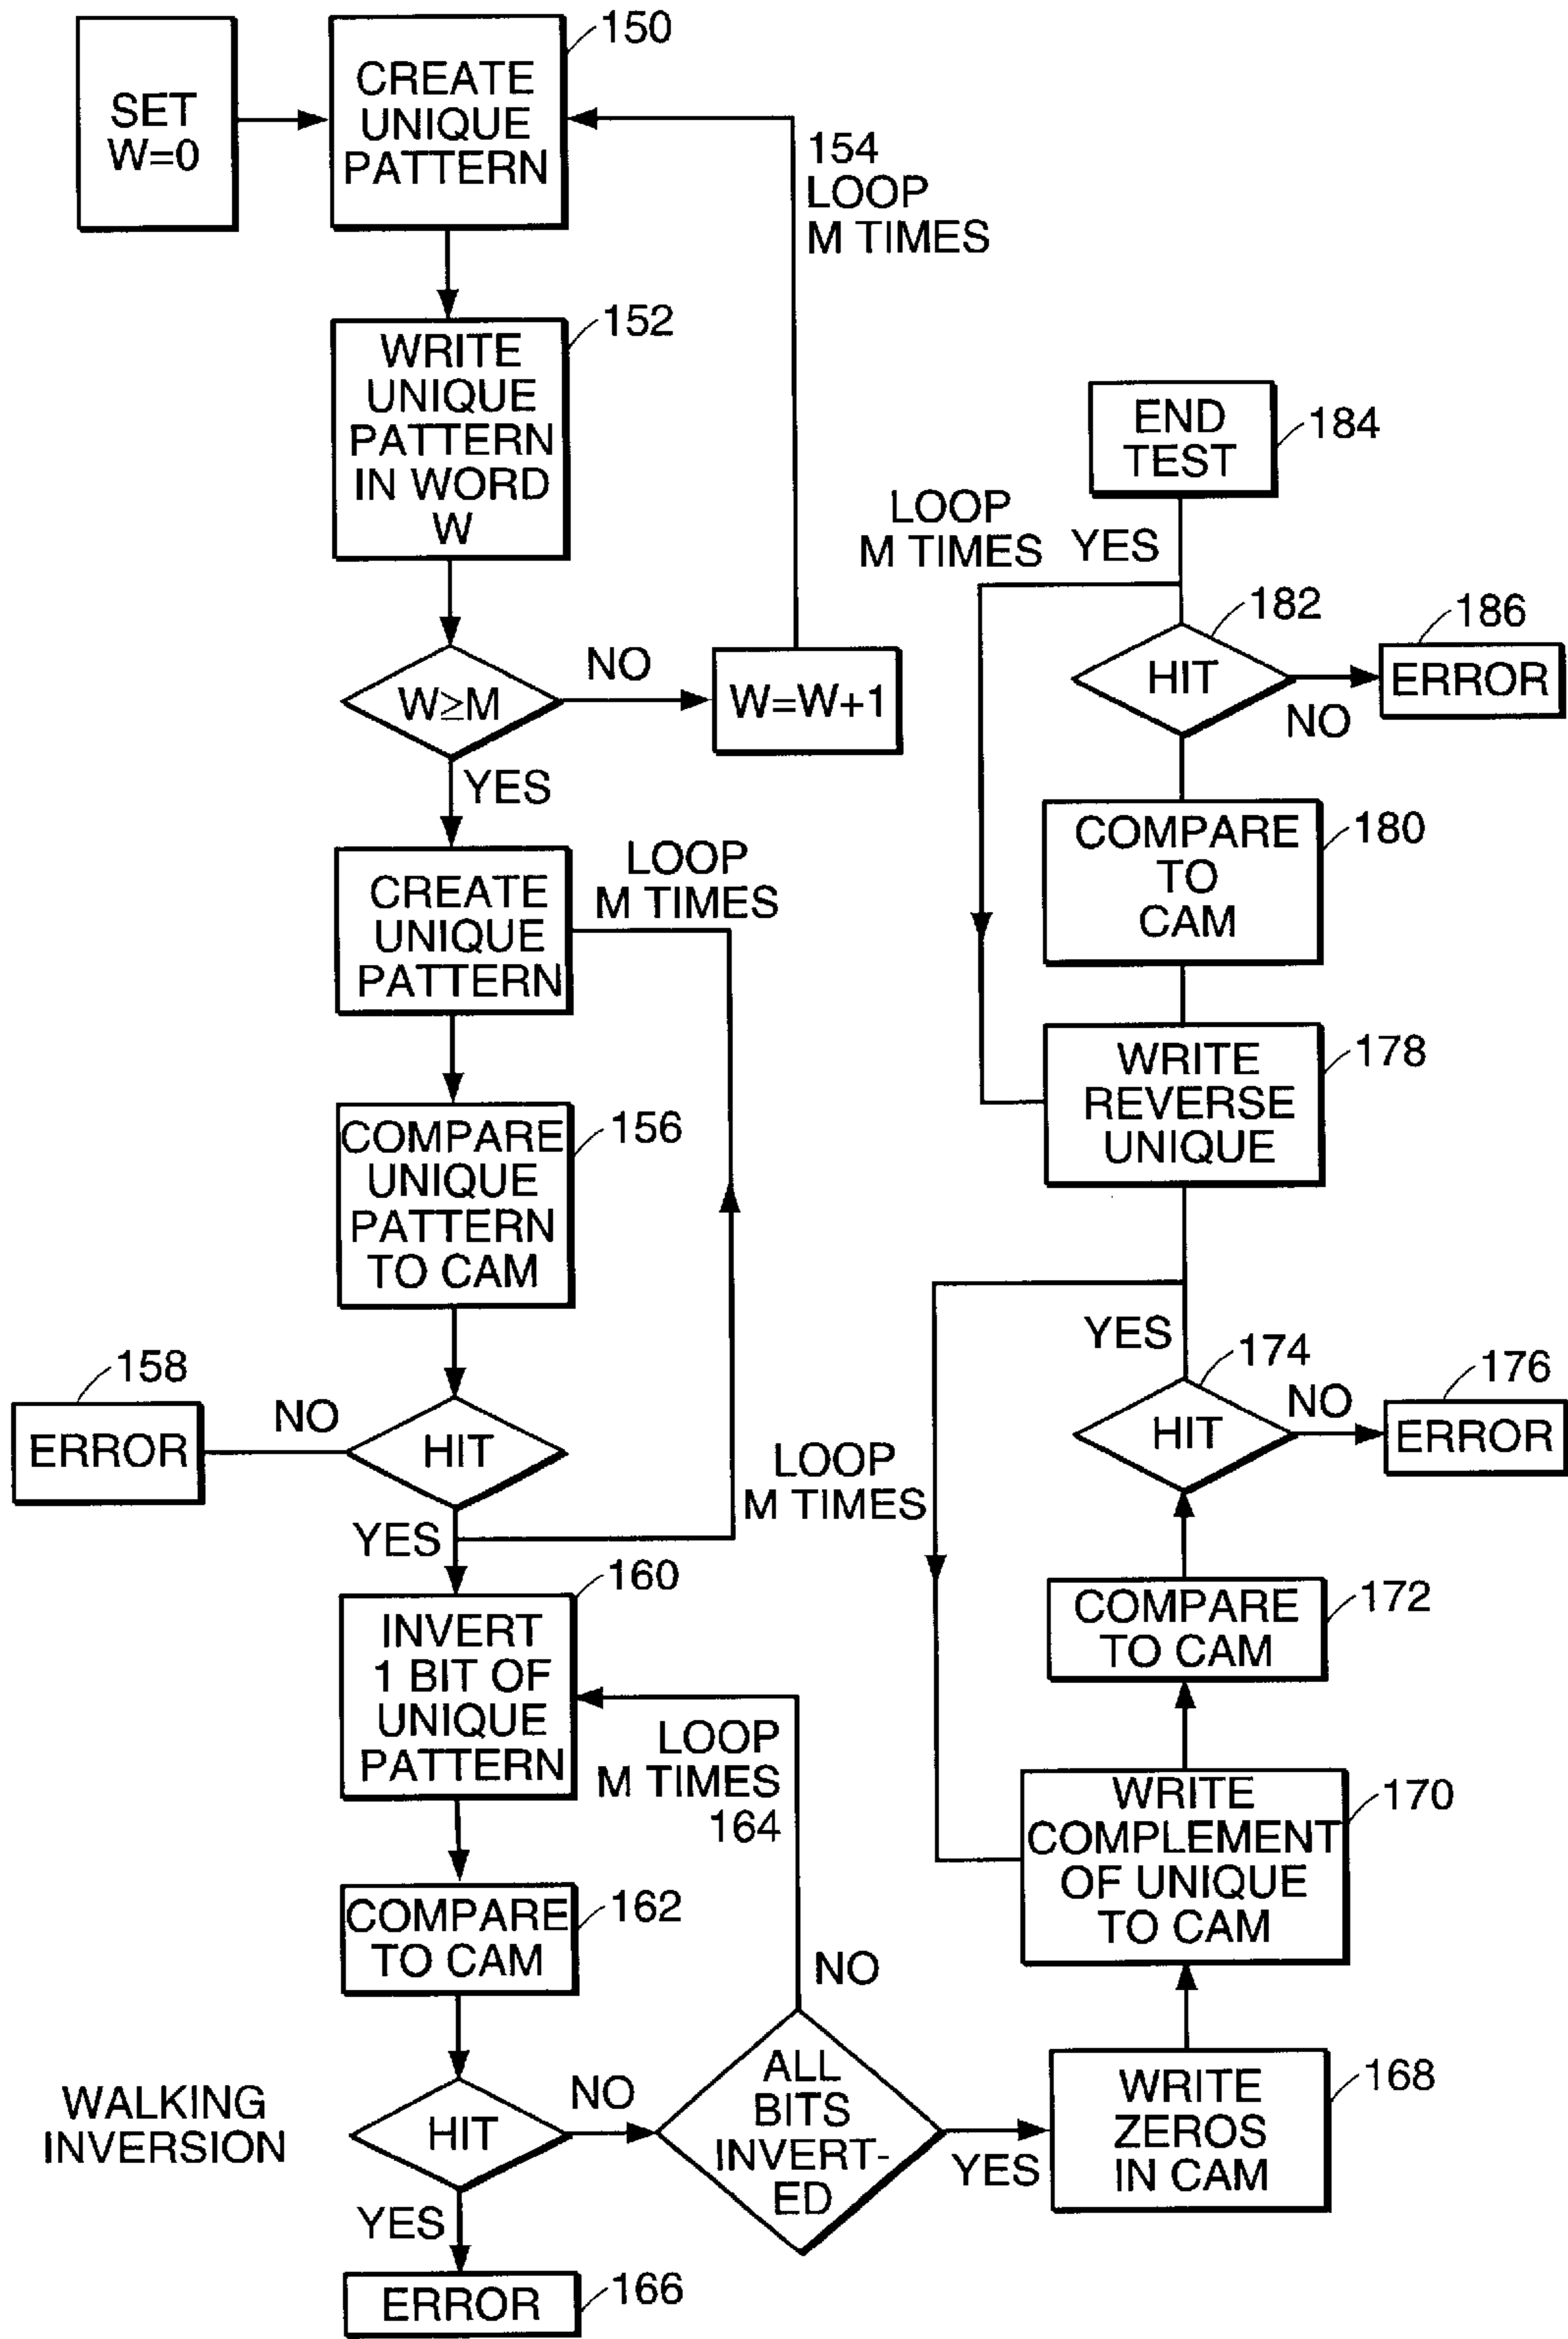 SET
W=0
150
CREATE
UNIQUE
PATTERN
154
LOOP
M TIMES
152
WRITE
UNIQUE
PATTERN
IN WORD
W
W≥M
NO
W=W+1
YES
CREATE
UNIQUE
PATTERN
LOOP
M TIMES
156
COMPARE
UNIQUE
PATTERN
TO CAM
158
ERROR
NO
HIT
YES
160
INVERT
1 BIT OF
UNIQUE
PATTERN
LOOP
M TIMES
164
162
COMPARE
TO CAM
WALKING
INVERSION
HIT
NO
YES
ERROR
166
ALL
BITS
INVERT-
ED
NO
YES
168
WRITE
ZEROS
IN CAM
170
WRITE
COMPLEMENT
OF UNIQUE
TO CAM
172
COMPARE
TO CAM
174
HIT
NO
176
ERROR
YES
LOOP
M TIMES
178
WRITE
REVERSE
UNIQUE
180
COMPARE
TO
CAM
182
HIT
NO
186
ERROR
YES
LOOP
M TIMES
END
TEST
184